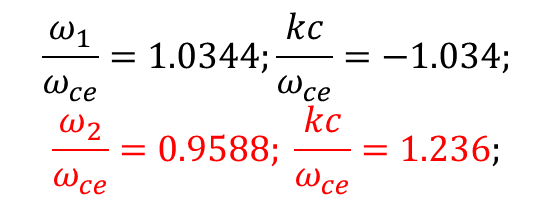 ω₁/ω_ce = 1.0344; kc/ω_ce = −1.034;
ω₂/ω_ce = 0.9588; kc/ω_ce = 1.236;